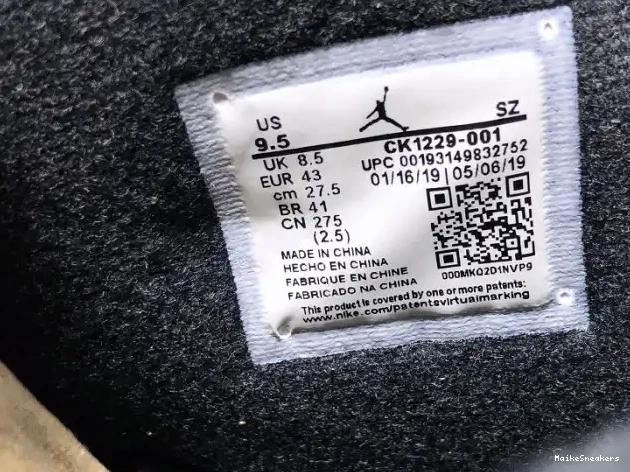 US
SZ
9.5
CK1229-001
UK 8.5
UPC 00193149832752
EUR 43
01/16/19 | 05/06/19
cm 27.5
BR 41
CN 275
(2.5)
MADE IN CHINA
HECHO EN CHINA
FABRIQUE EN CHINE
FABRICADO NA CHINA
000MKQ2D1NVP9
This product is covered by one or more patents:
www.nike.com/patentsvirtualmarking
MaikeSneakers